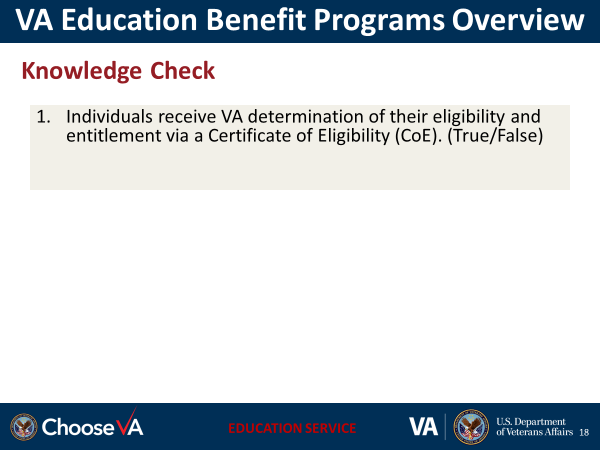 VA Education Benefit Programs Overview
Knowledge Check
1. Individuals receive VA determination of their eligibility and
entitlement via a Certificate of Eligibility (CoE). (True/False)
ChooseVA
EDUCATION SERVICE
VA
U.S. Department
of Veterans Affairs
18